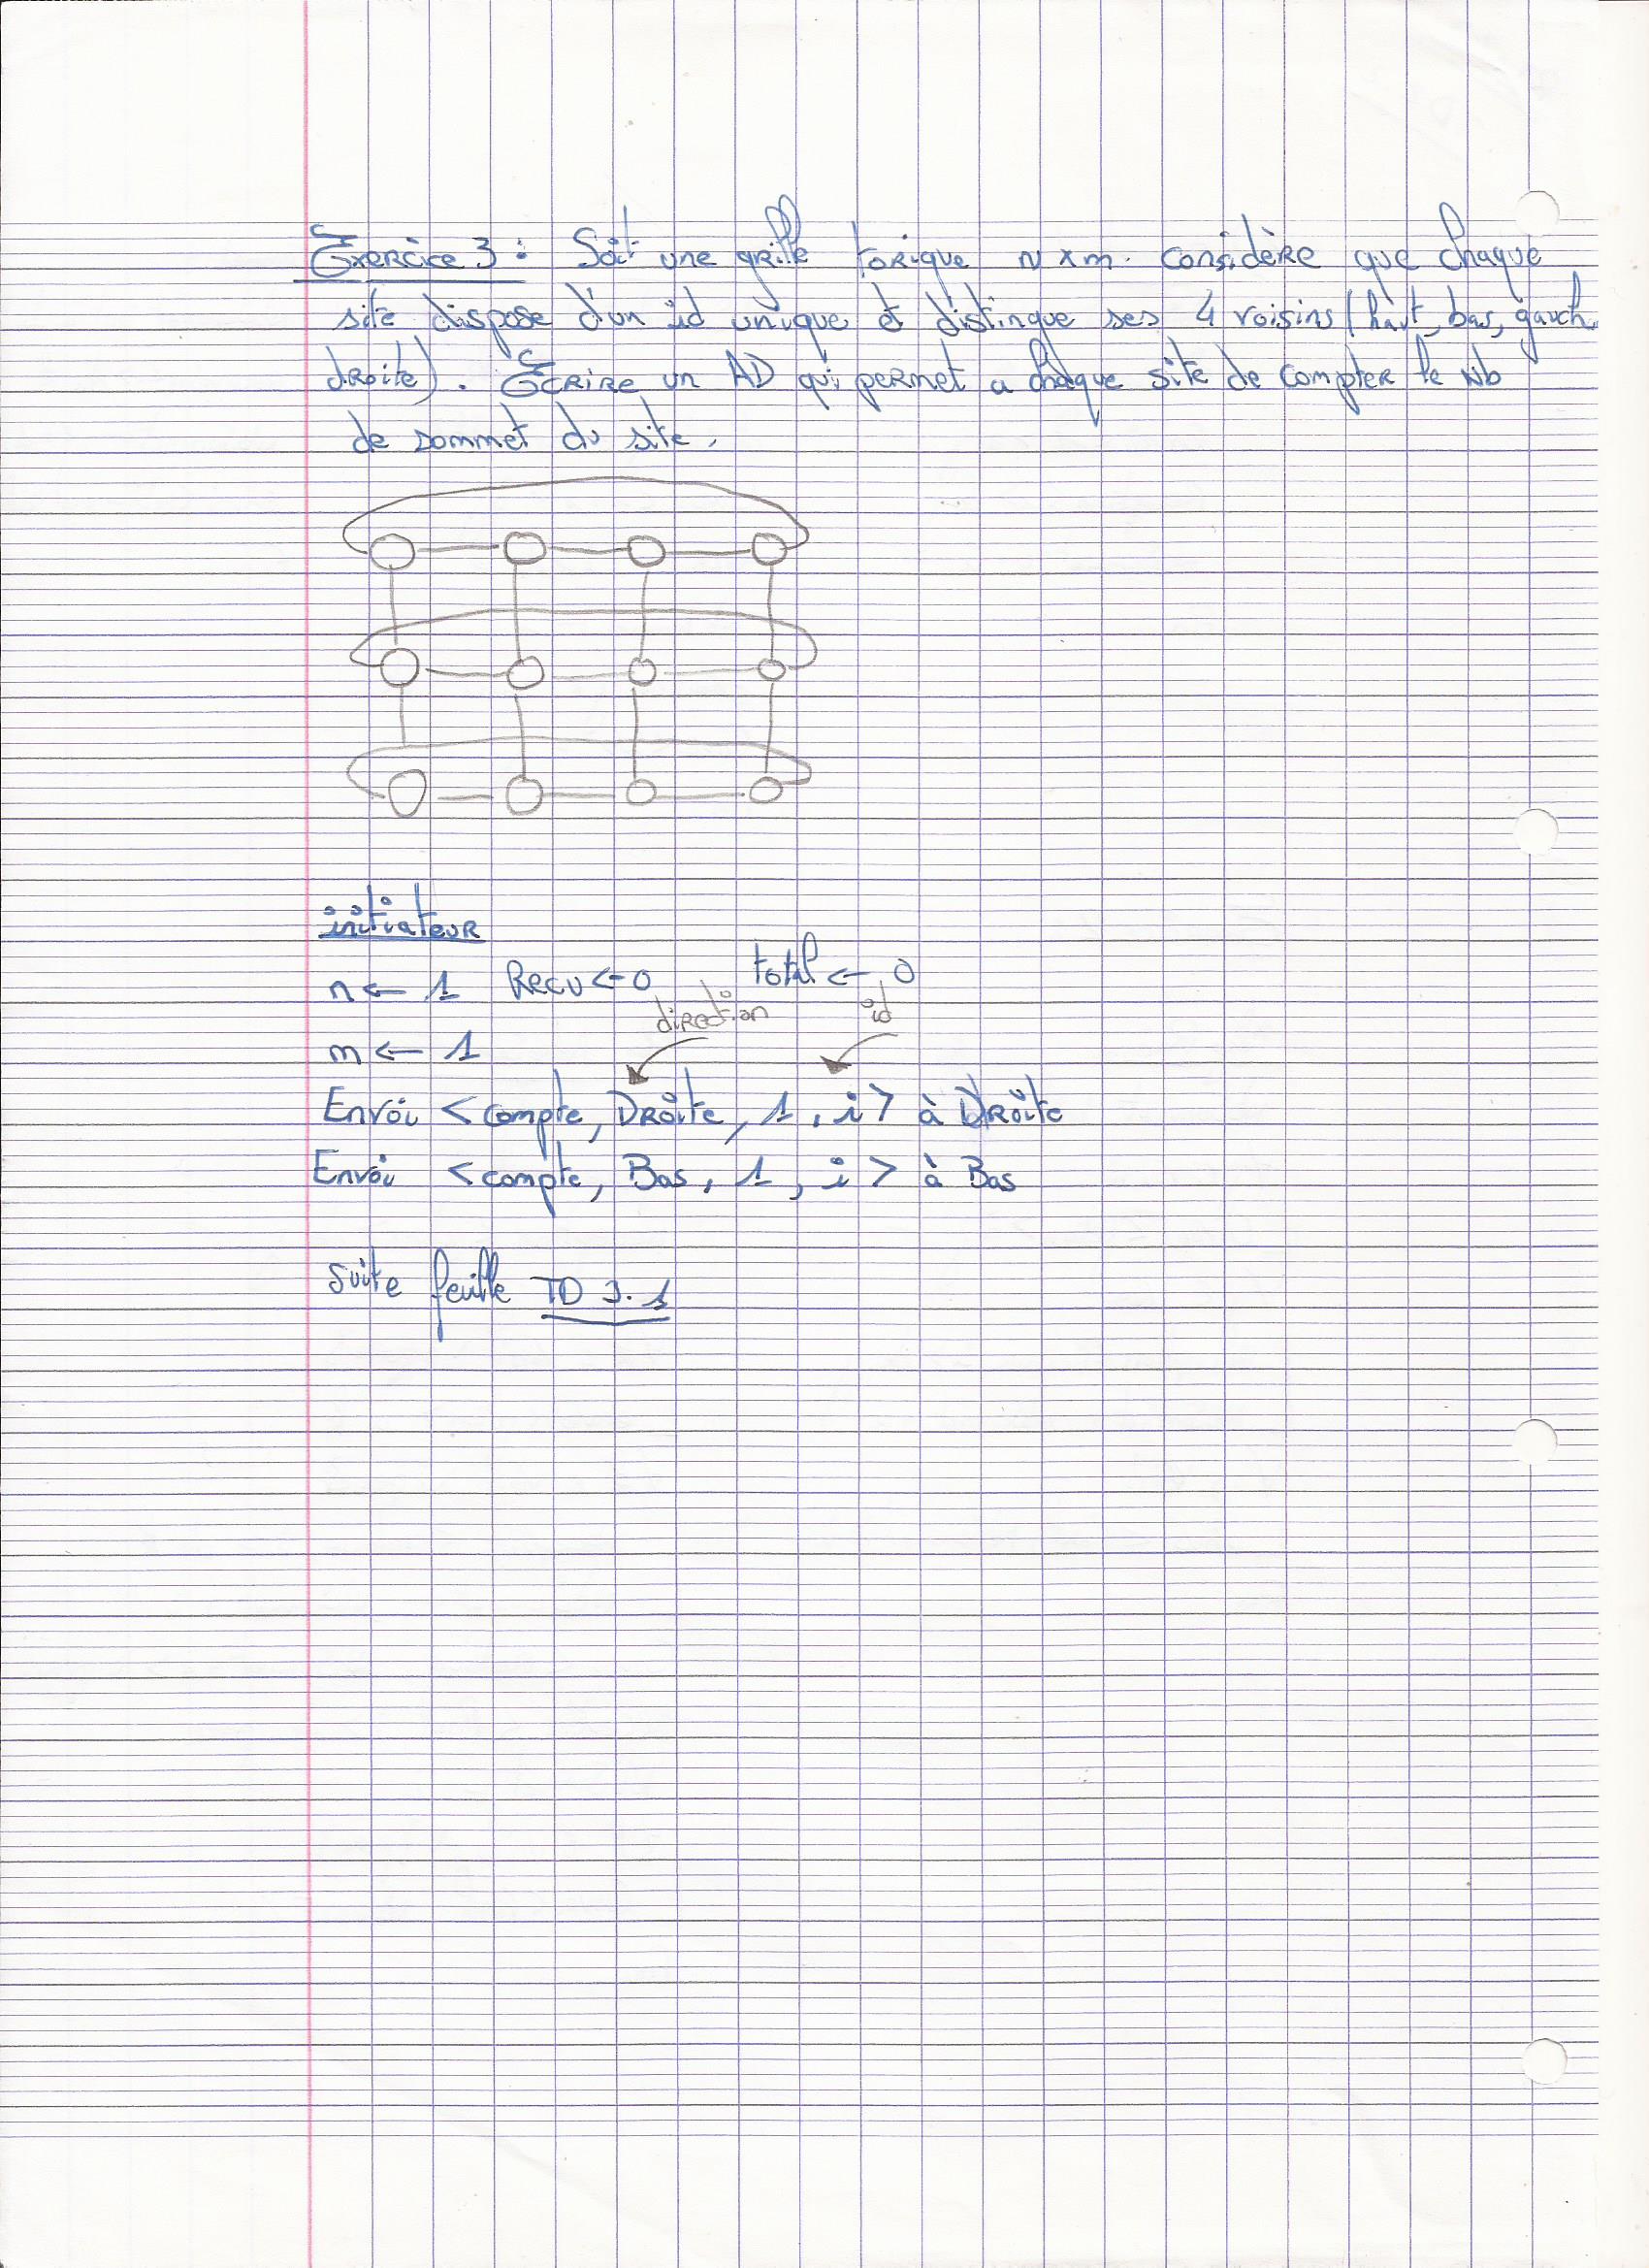 Exercice 3 : Soit une grille torique n x m. considère que chaque
site dispose d'un id unique et distingue ses 4 voisins (haut, bas, gauch,
droite). Ecrire un AD qui permet a chaque site de compter le Nb
de sommet du site.
initiateur
n ← 1 Recu ← 0 total ← 0
direction id
m ← 1
Envoi < compte, Droite, 1, i > à Droite
Envoi < compte, Bas, 1, i > à Bas
suite feuille TD 3.1